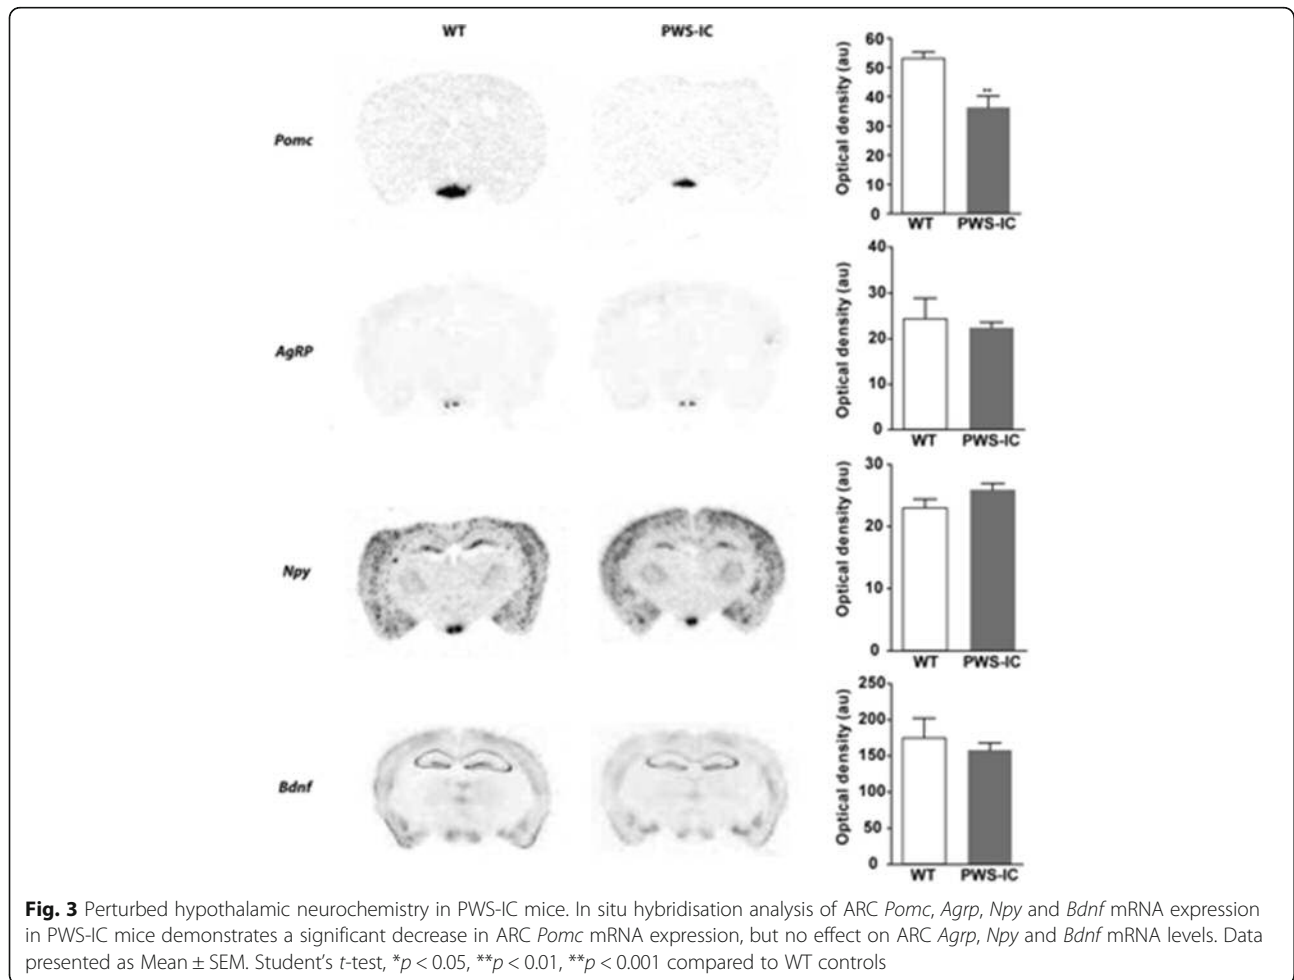 WT PWS-IC
Pomc
Optical density (au)
60
50
40
30
20
10
0
**
WT PWS-IC
AgRP
Optical density (au)
40
30
20
10
0
WT PWS-IC
Npy
Optical density (au)
30
20
10
0
WT PWS-IC
Bdnf
Optical density (au)
250
200
150
100
50
0
WT PWS-IC
Fig. 3 Perturbed hypothalamic neurochemistry in PWS-IC mice. In situ hybridisation analysis of ARC Pomc, Agrp, Npy and Bdnf mRNA expression
in PWS-IC mice demonstrates a significant decrease in ARC Pomc mRNA expression, but no effect on ARC Agrp, Npy and Bdnf mRNA levels. Data
presented as Mean ± SEM. Student's t-test, *p < 0.05, **p < 0.01, **p < 0.001 compared to WT controls